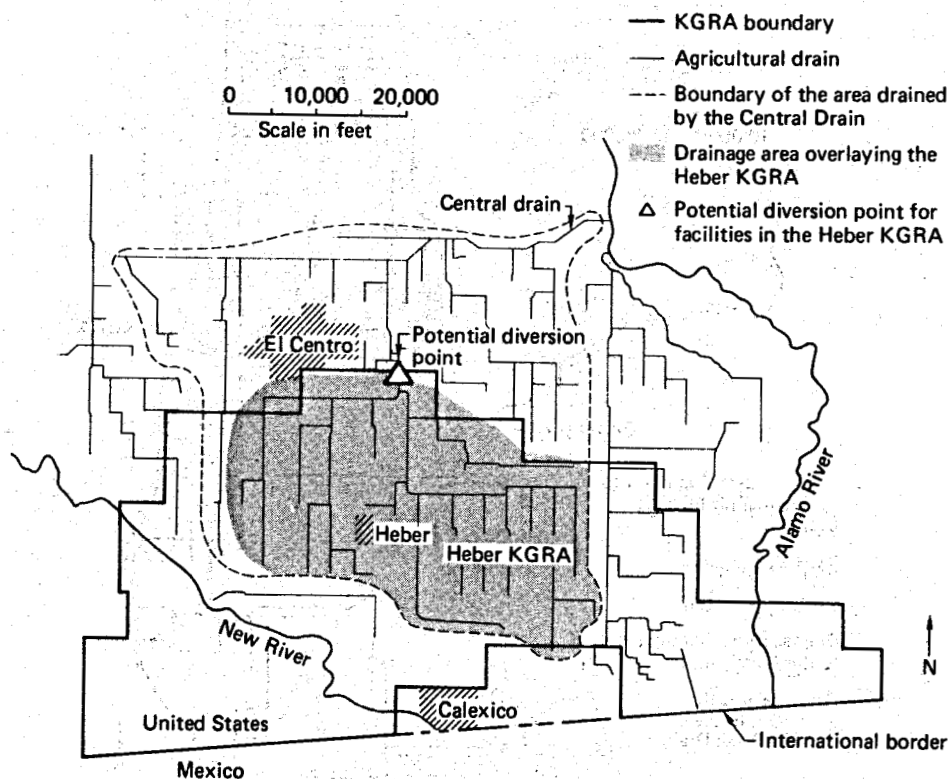 KGRA boundary
Agricultural drain
Boundary of the area drained
by the Central Drain
Drainage area overlaying the
Heber KGRA
Potential diversion point for
facilities in the Heber KGRA
0 10,000 20,000
Scale in feet
Central drain
El Centro
Potential diversion
point
Heber
Heber KGRA
Alamo River
New River
N
Calexico
United States
International border
Mexico